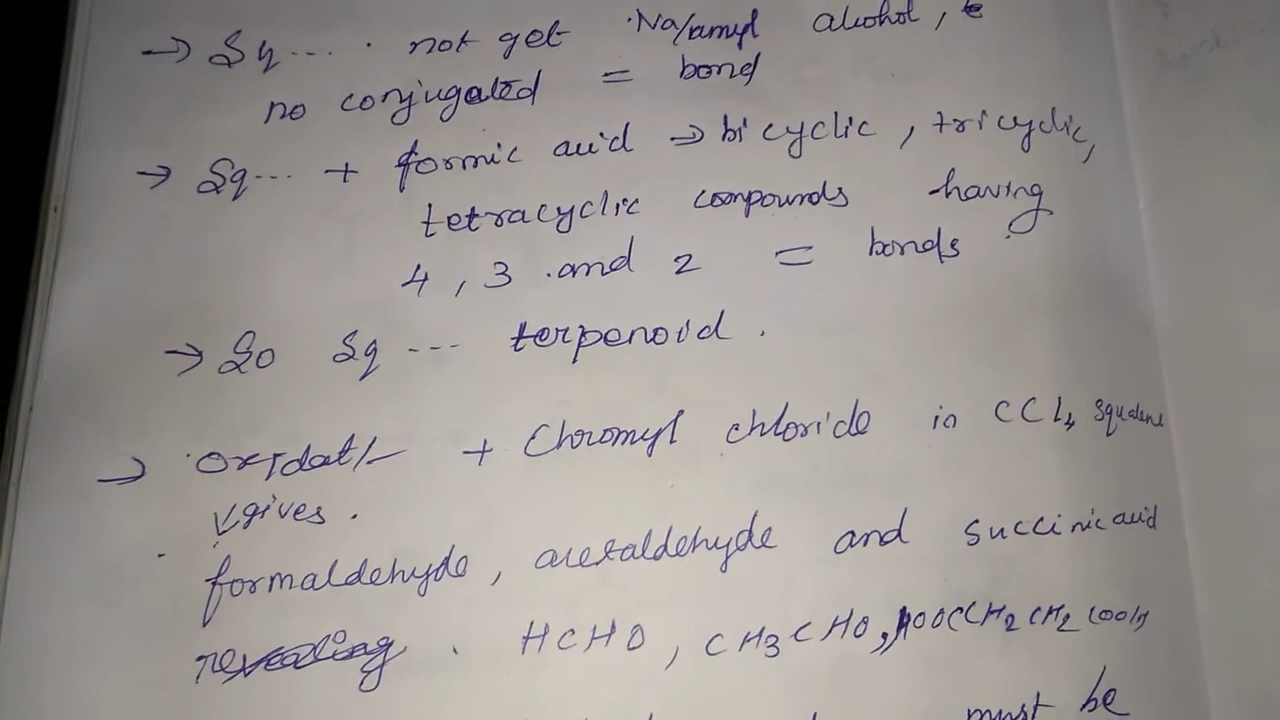 → Sq.... . not get Na/amyl alcohol,
no conjugated = bond
→ Sq... + formic acid → bicyclic, tricyclic,
tetracyclic compounds having
4, 3 and 2 = bonds
→ So Sq --- terpenoid.
→ Oxidat/- + Chromyl chloride in CCl4 Squalene
gives.
formaldehyde, acetaldehyde and succinic acid
revealing . HCHO, CH3CHO, HOOCCH2CH2COOH
must be